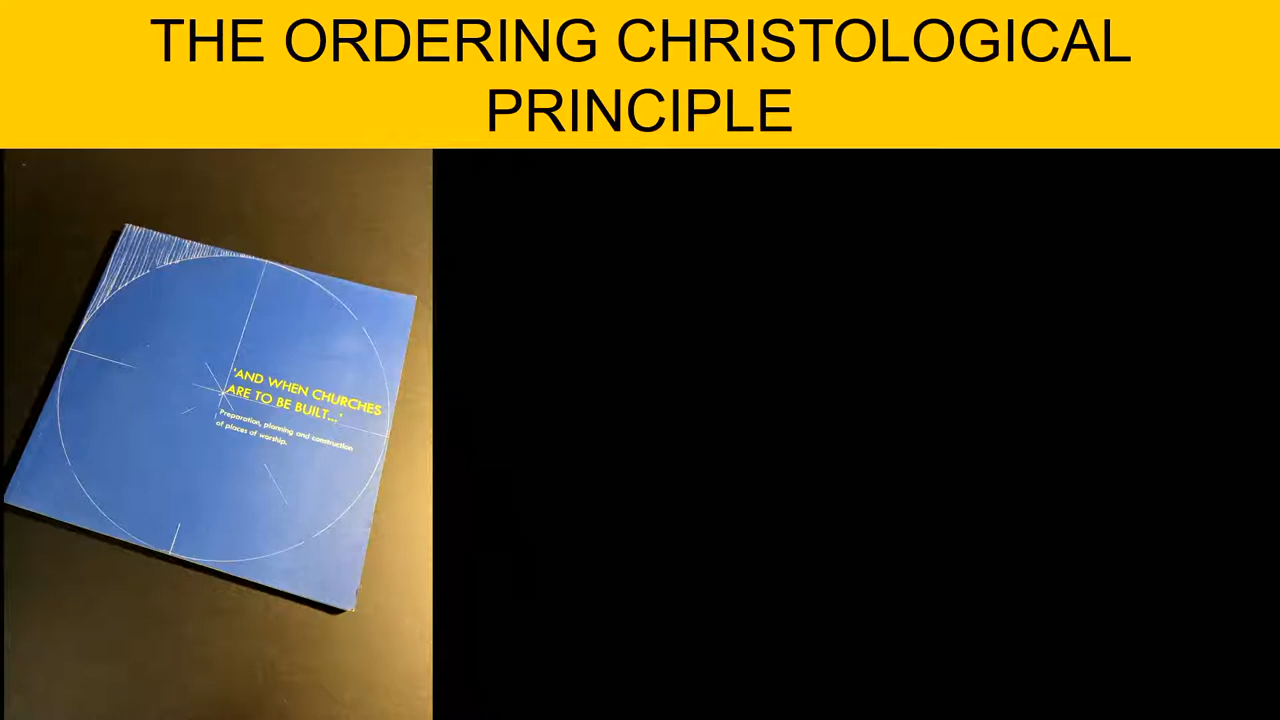 THE ORDERING CHRISTOLOGICAL
PRINCIPLE
'AND WHEN CHURCHES
ARE TO BE BUILT...'
Preparation, planning and construction
of places of worship.